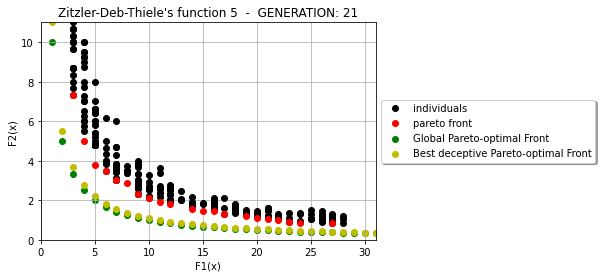 Zitzler-Deb-Thiele's function 5 - GENERATION: 21
F2(x)
10
8
6
4
2
0
0 5 10 15 20 25 30
F1(x)
individuals
pareto front
Global Pareto-optimal Front
Best deceptive Pareto-optimal Front